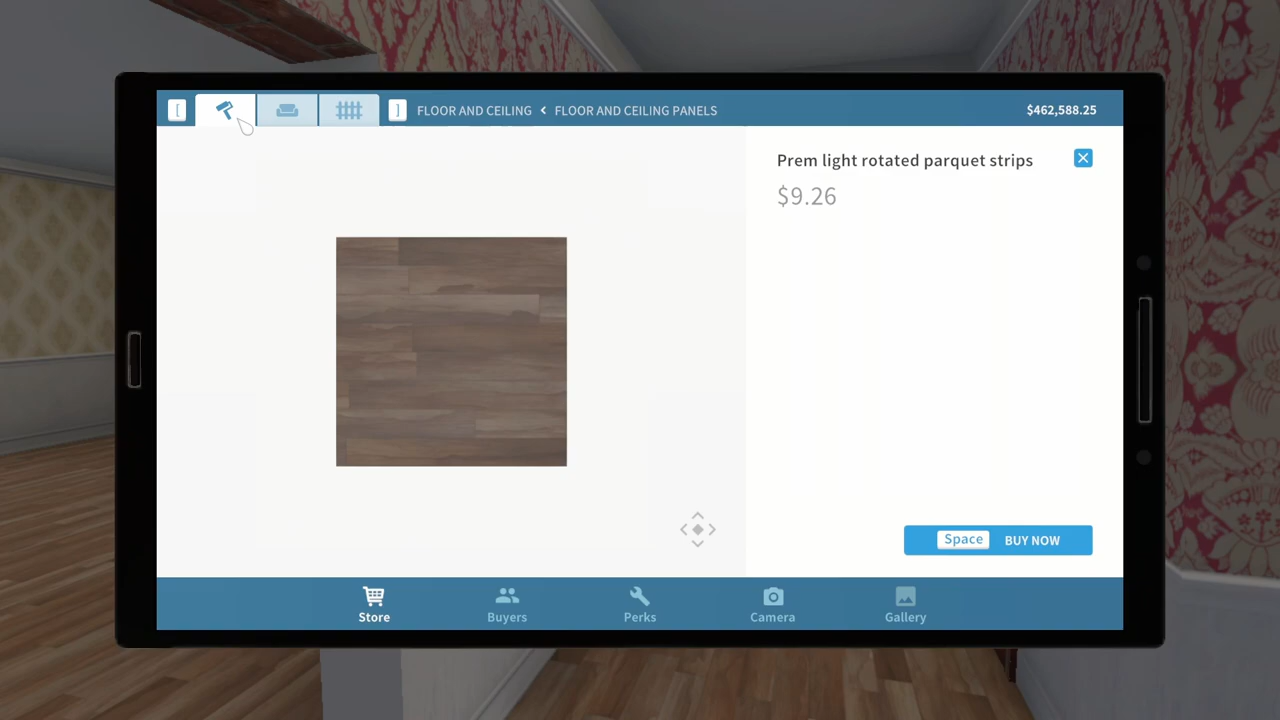 [ ] FLOOR AND CEILING < FLOOR AND CEILING PANELS $462,588.25
Prem light rotated parquet strips
$9.26
Space BUY NOW
Store Buyers Perks Camera Gallery